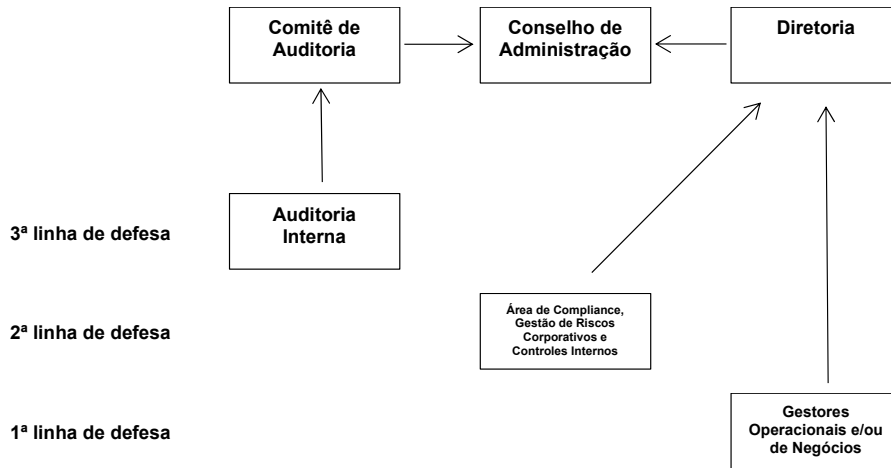 Comitê de
Auditoria
Conselho de
Administração
Diretoria
3ª linha de defesa
Auditoria
Interna
2ª linha de defesa
Área de Compliance,
Gestão de Riscos
Corporativos e
Controles Internos
1ª linha de defesa
Gestores
Operacionais e/ou
de Negócios